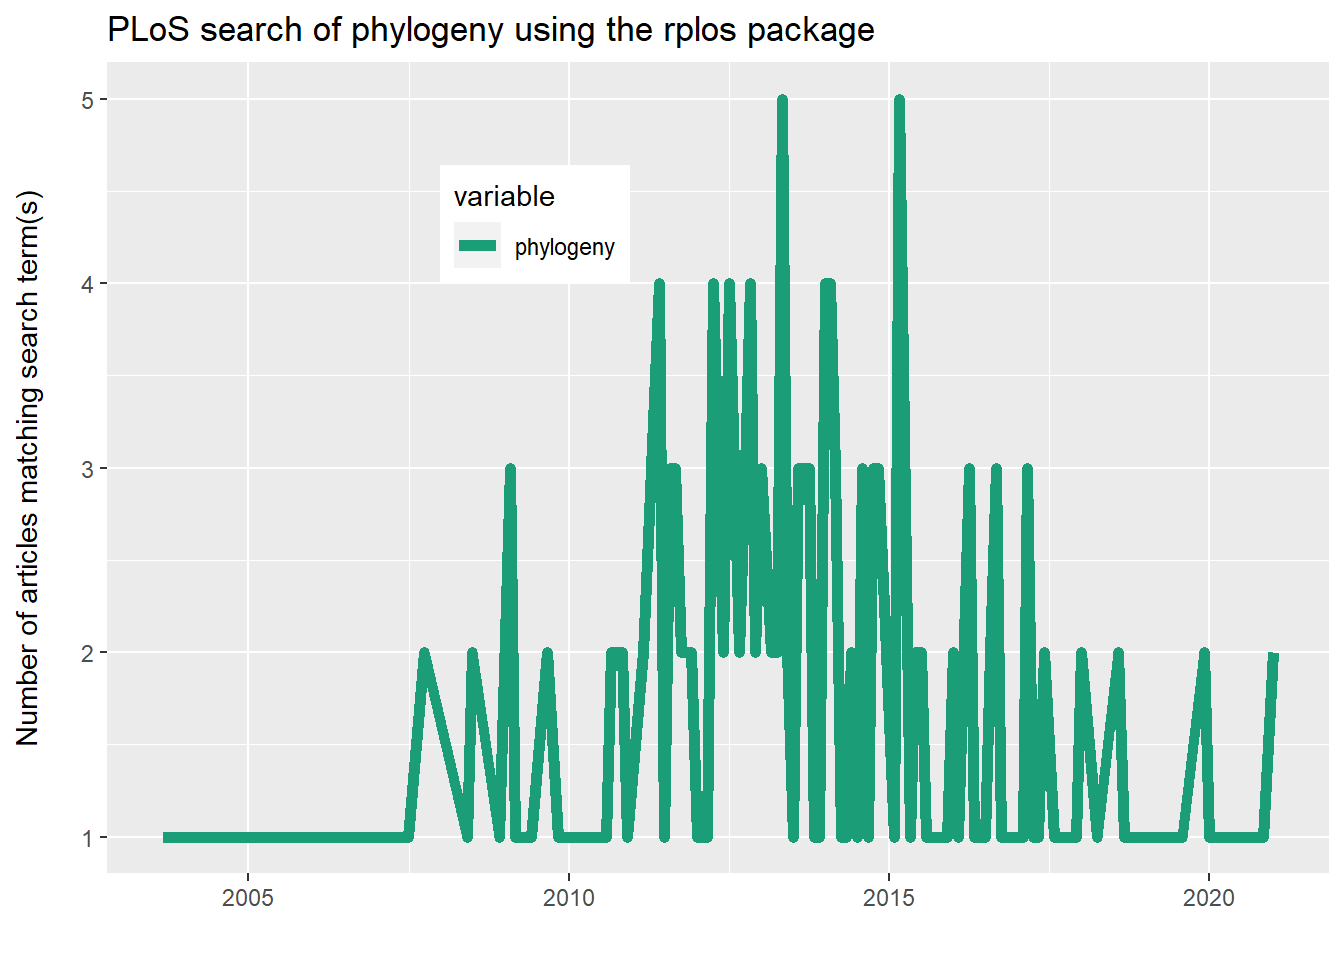 PLoS search of phylogeny using the rplos package
Number of articles matching search term(s)
5
4
3
2
1
variable
phylogeny
2005
2010
2015
2020